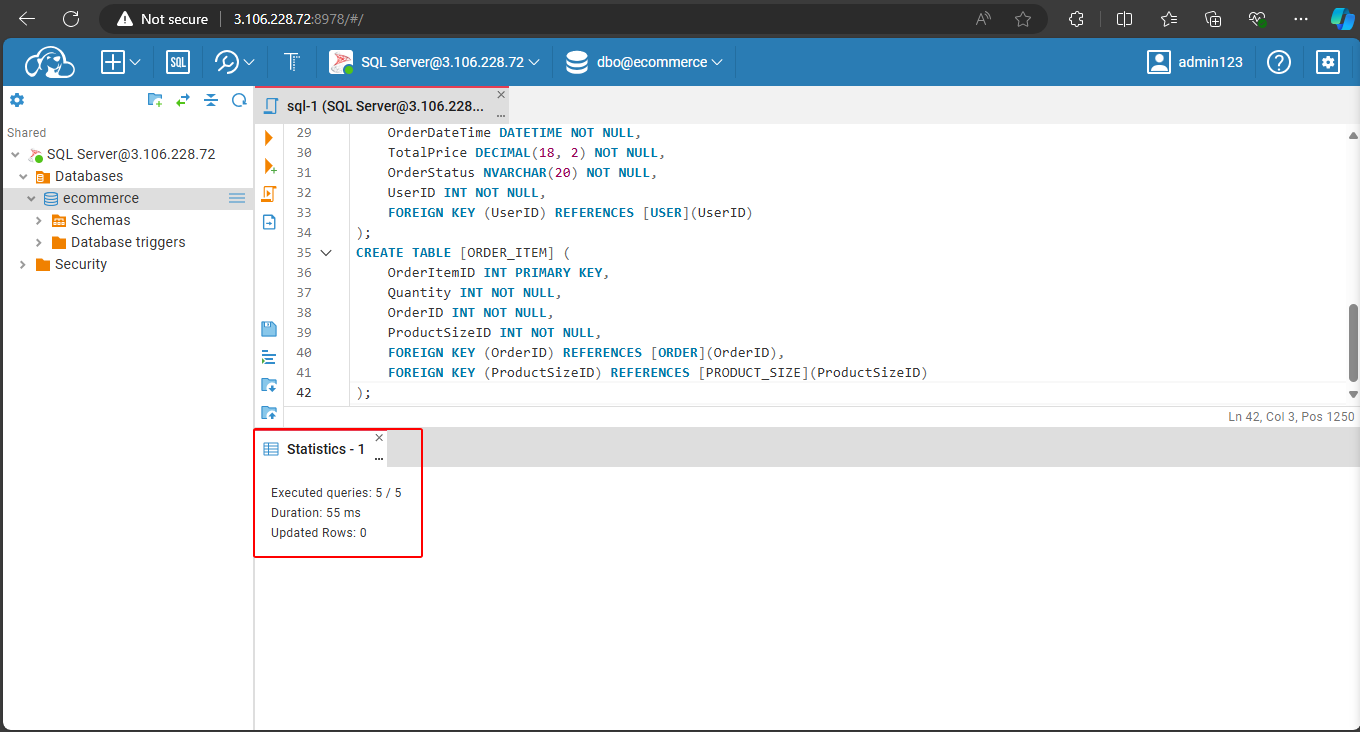 Not secure
3.106.228.72:8978/#/
SQL
SQL Server@3.106.228.72
dbo@ecommerce
admin123
Shared
SQL Server@3.106.228.72
Databases
ecommerce
Schemas
Database triggers
Security
sql-1 (SQL Server@3.106.228...
29 OrderDateTime DATETIME NOT NULL,
30 TotalPrice DECIMAL(18, 2) NOT NULL,
31 OrderStatus NVARCHAR(20) NOT NULL,
32 UserID INT NOT NULL,
33 FOREIGN KEY (UserID) REFERENCES [USER](UserID)
34 );
35 CREATE TABLE [ORDER_ITEM] (
36 OrderItemID INT PRIMARY KEY,
37 Quantity INT NOT NULL,
38 OrderID INT NOT NULL,
39 ProductSizeID INT NOT NULL,
40 FOREIGN KEY (OrderID) REFERENCES [ORDER](OrderID),
41 FOREIGN KEY (ProductSizeID) REFERENCES [PRODUCT_SIZE](ProductSizeID)
42 );
Ln 42, Col 3, Pos 1250
Statistics - 1
Executed queries: 5 / 5
Duration: 55 ms
Updated Rows: 0